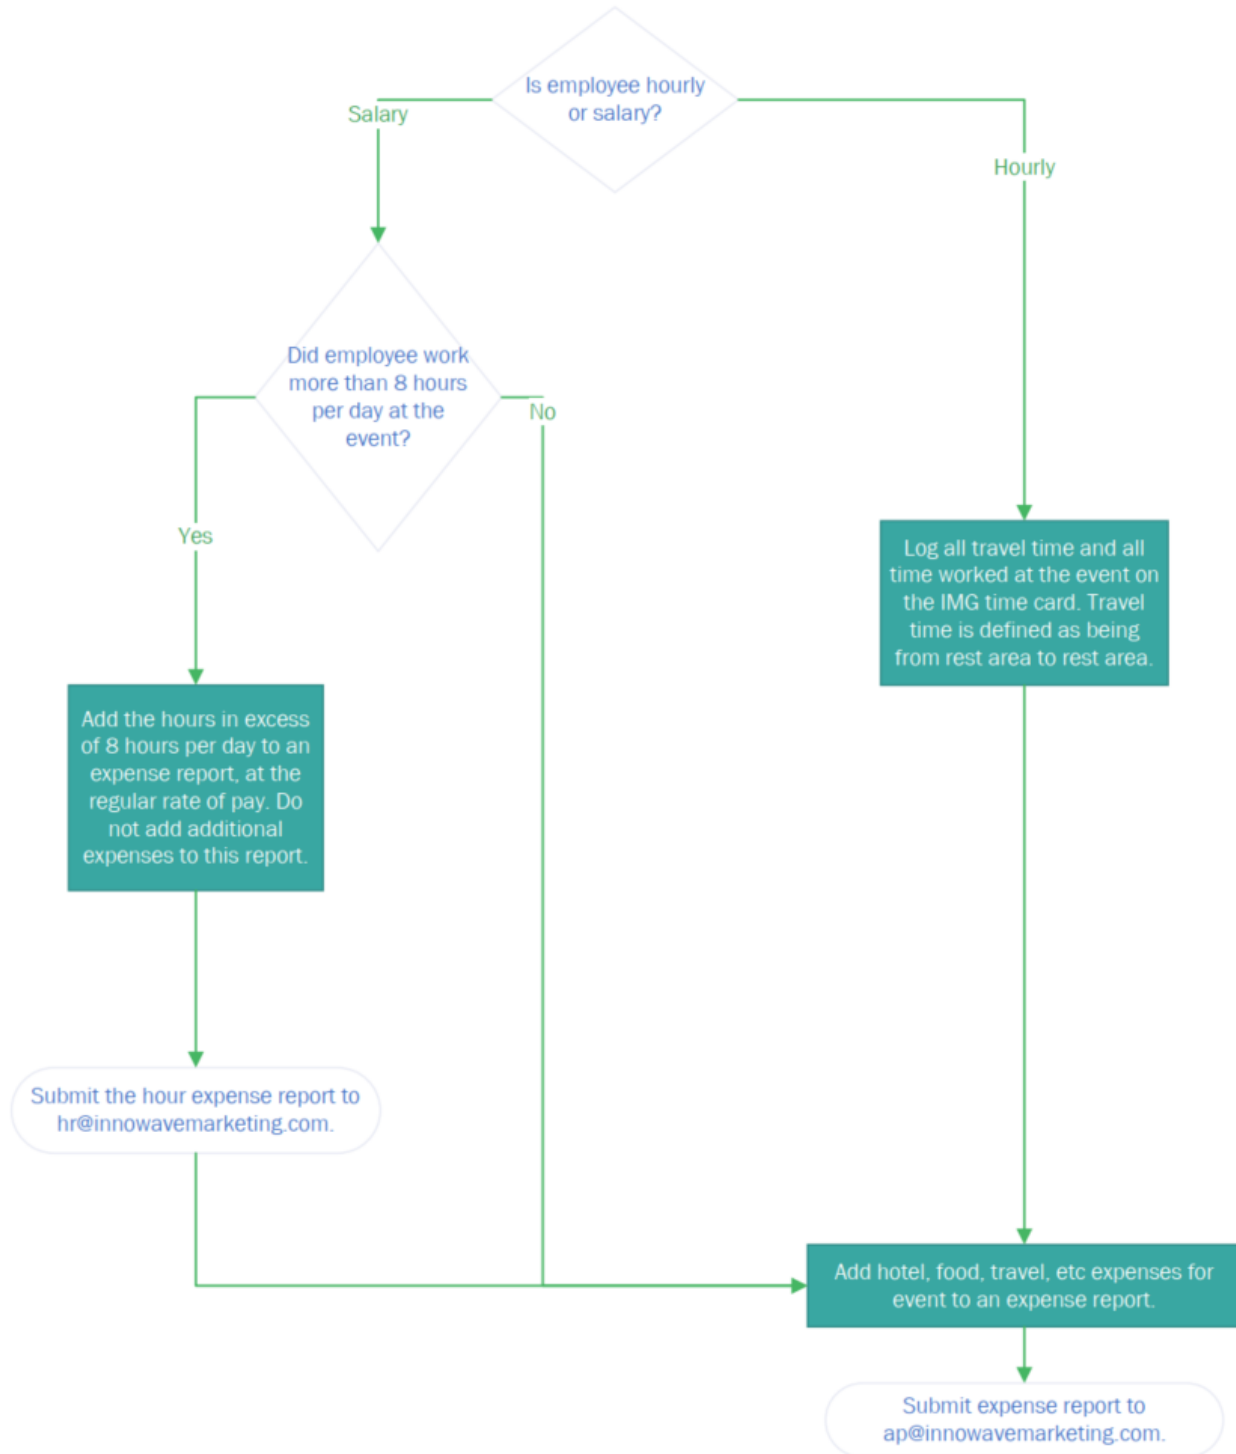 Is employee hourly
or salary?
Salary
Hourly
Did employee work
more than 8 hours
per day at the
event?
No
Yes
Log all travel time and all
time worked at the event on
the IMG time card. Travel
time is defined as being
from rest area to rest area.
Add the hours in excess
of 8 hours per day to an
expense report, at the
regular rate of pay. Do
not add additional
expenses to this report.
Submit the hour expense report to
hr@innowavemarketing.com.
Add hotel, food, travel, etc expenses for
event to an expense report.
Submit expense report to
ap@innowavemarketing.com.